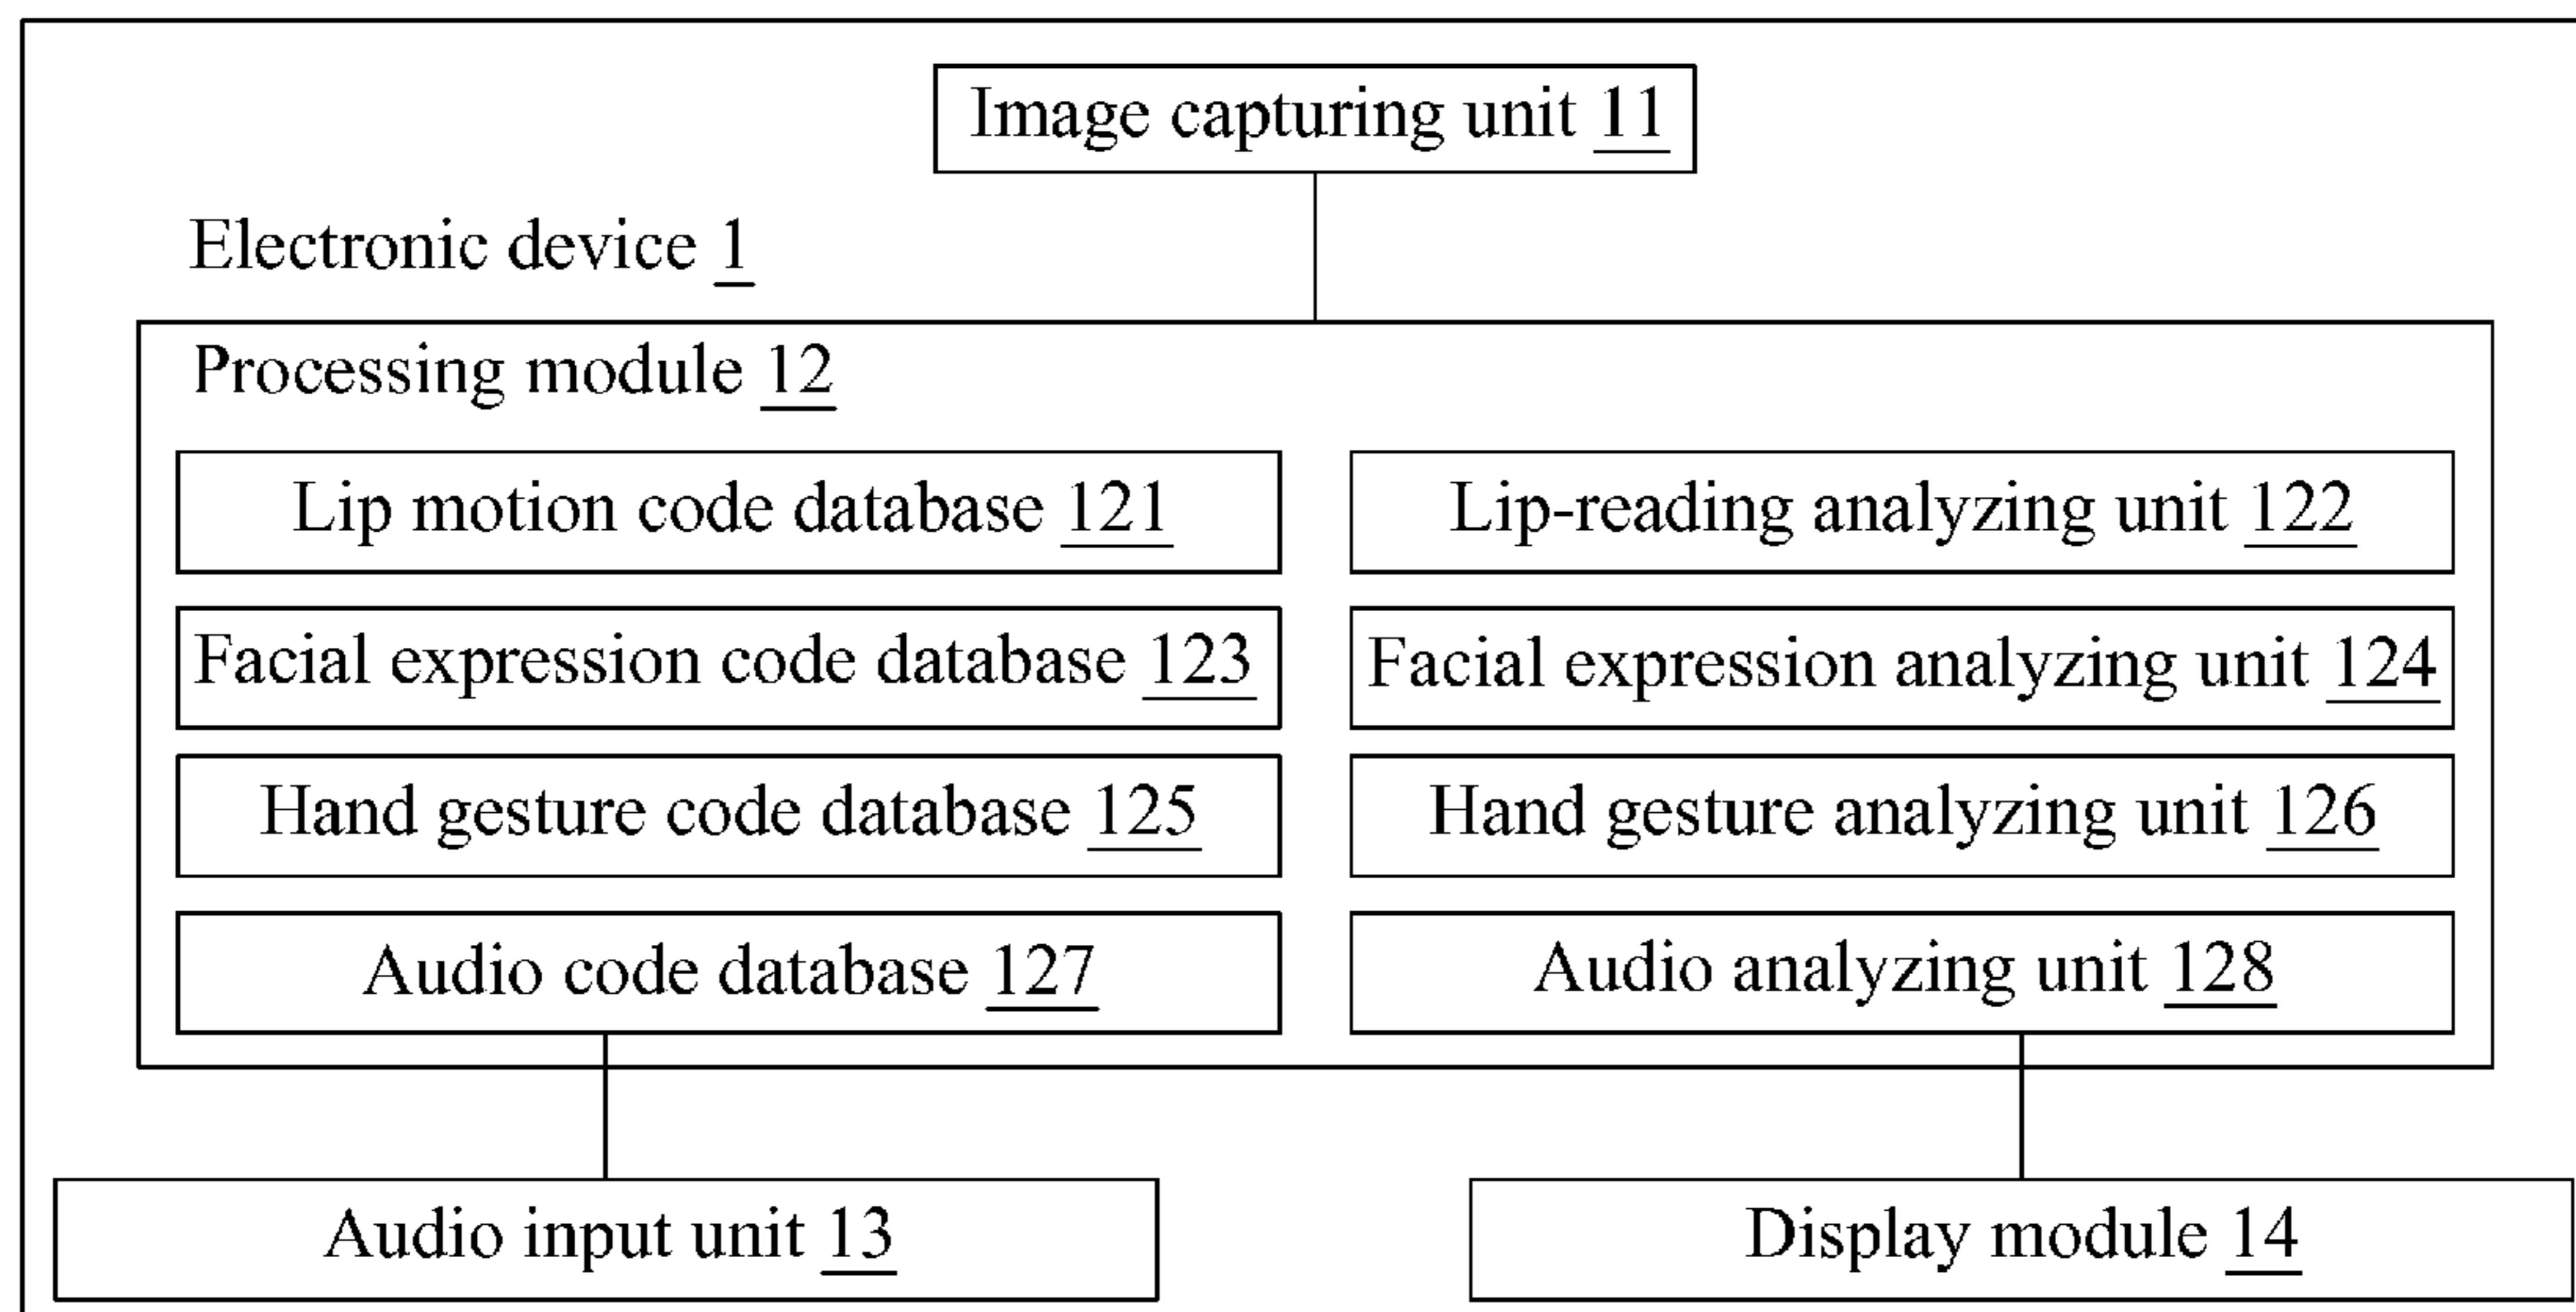 Image capturing unit 11
Electronic device 1
Processing module 12
Lip motion code database 121
Lip-reading analyzing unit 122
Facial expression code database 123
Facial expression analyzing unit 124
Hand gesture code database 125
Hand gesture analyzing unit 126
Audio code database 127
Audio analyzing unit 128
Audio input unit 13
Display module 14